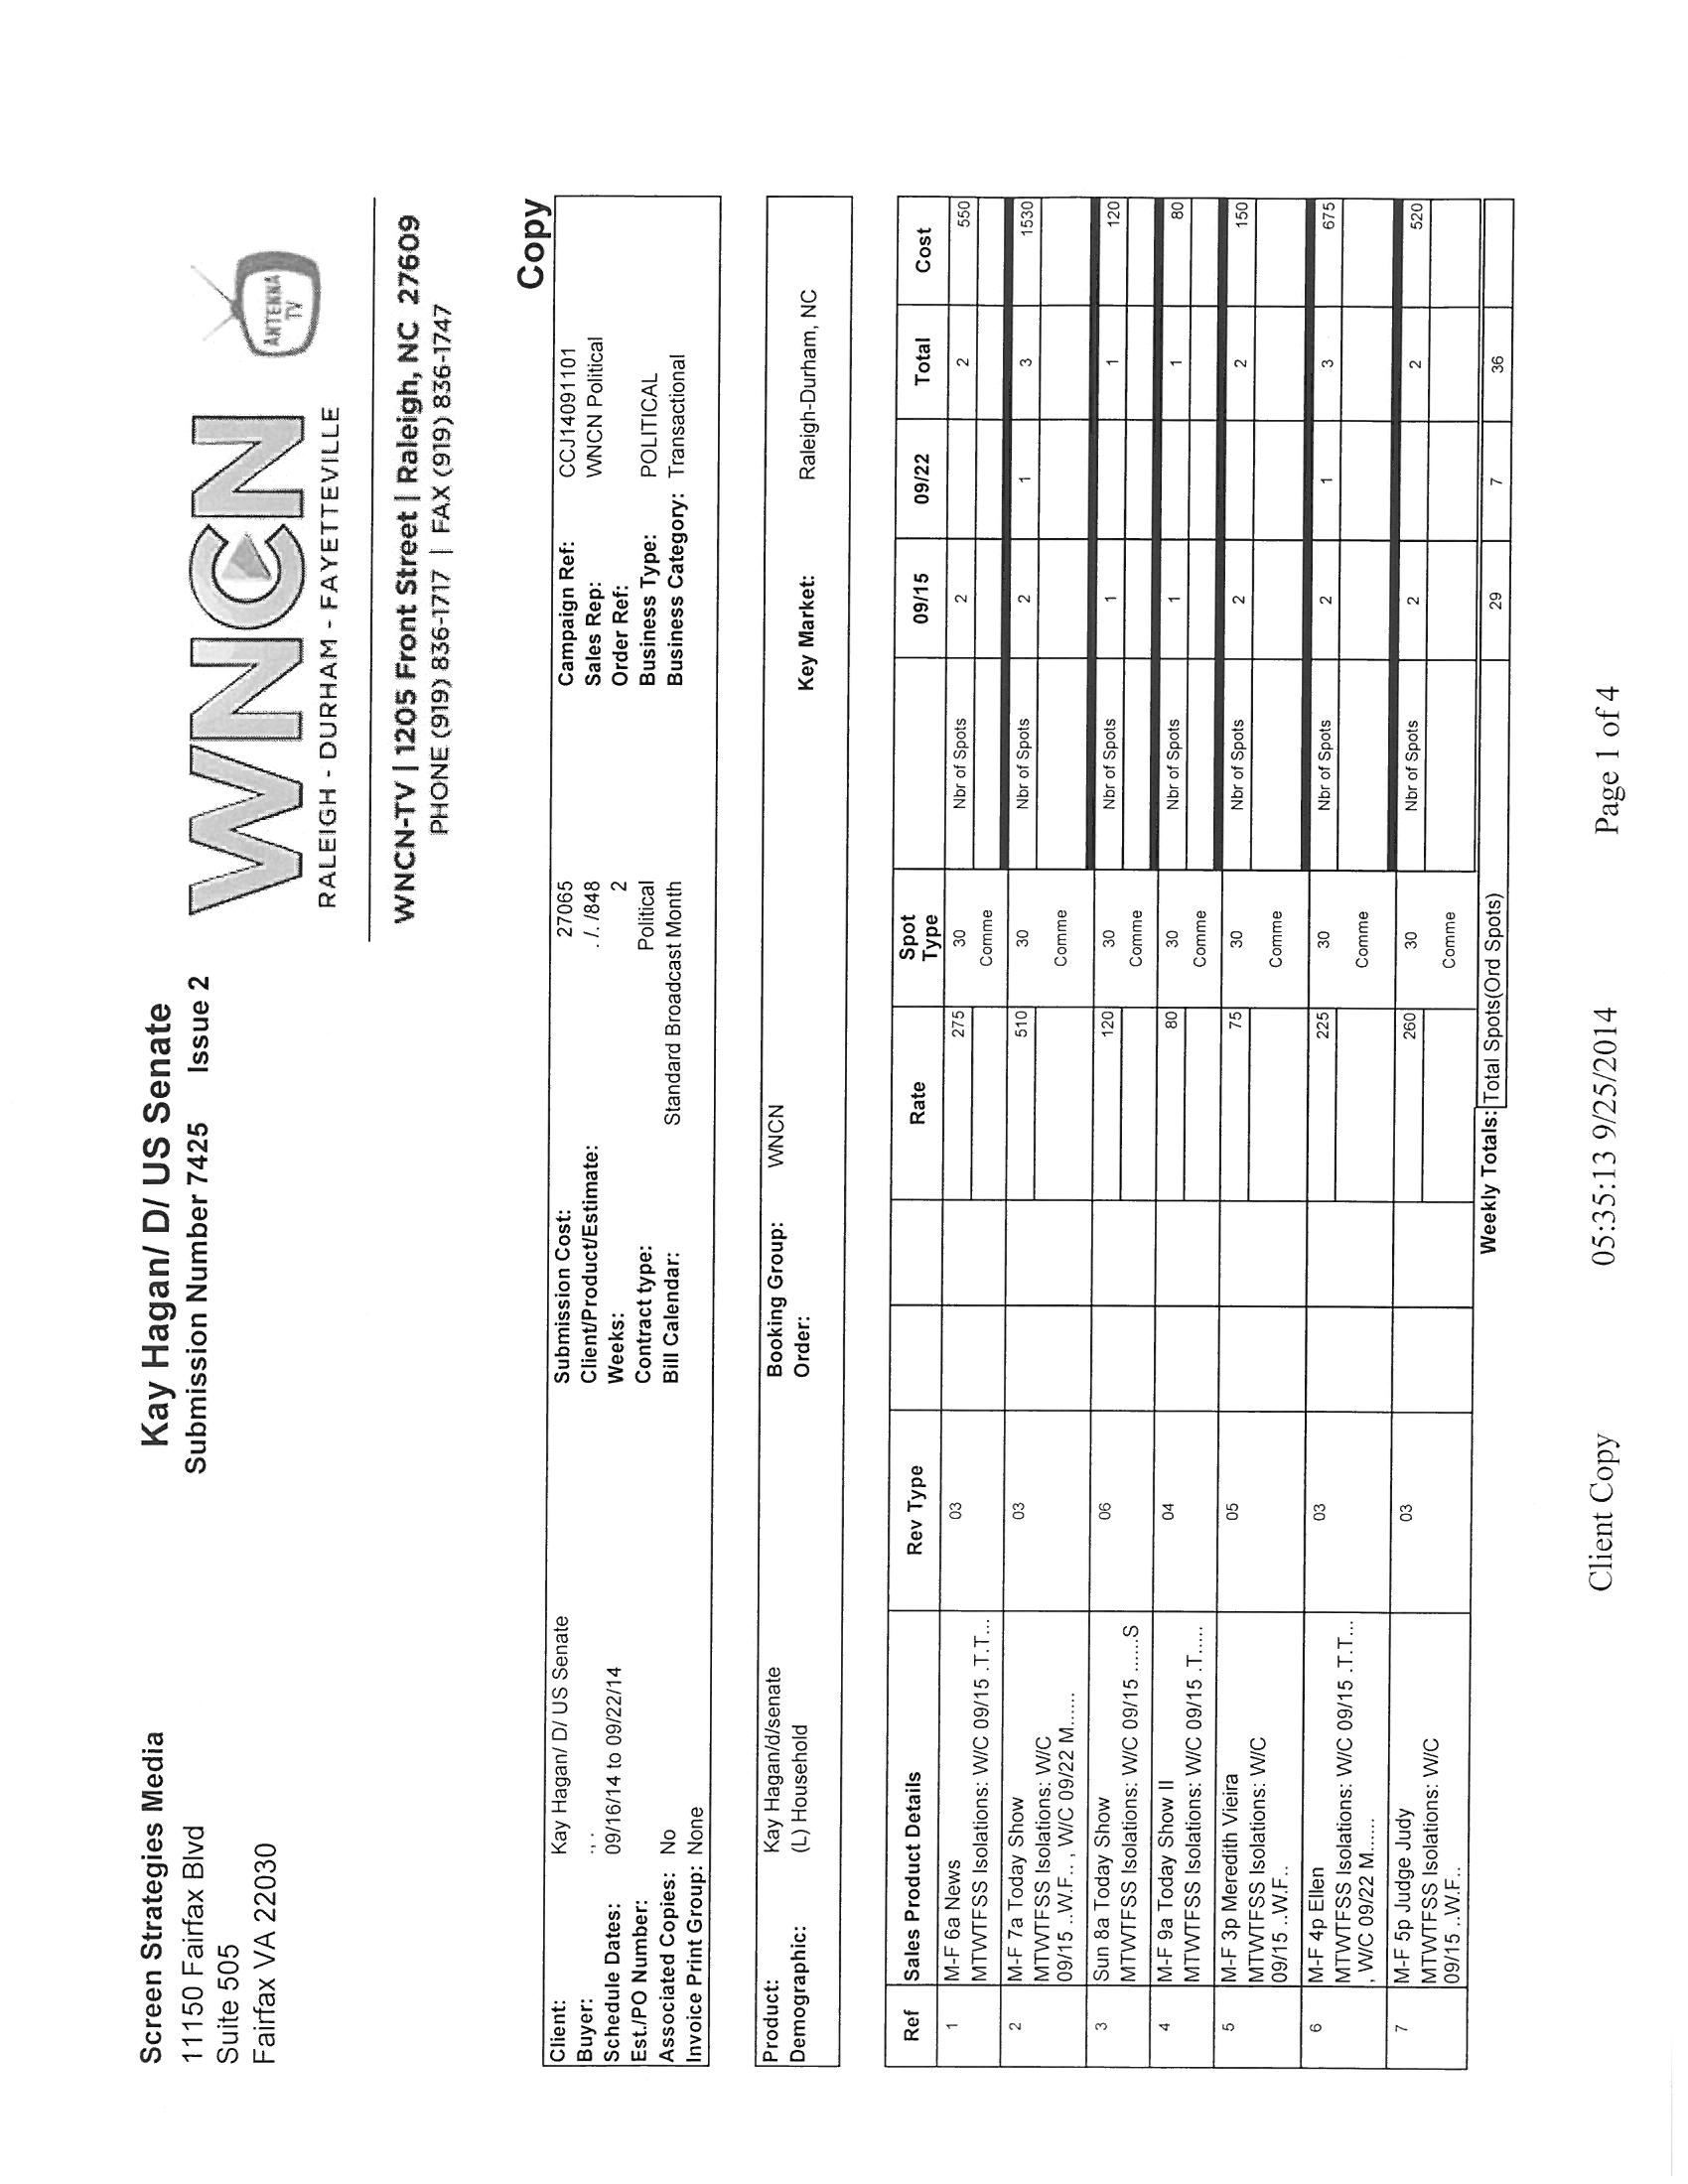 Screen Strategies Media
11150 Fairfax Blvd
Suite 505
Fairfax VA 22030
Kay Hagan/ D/ US Senate
Submission Number 7425 Issue 2
WNCN
RALEIGH - DURHAM - FAYETTEVILLE
ANTENNA
TV
WNCN-TV | 1205 Front Street | Raleigh, NC 27609
PHONE (919) 836-1717 | FAX (919) 836-1747
Copy
Client: Kay Hagan/ D/ US Senate Submission Cost: 27065 Campaign Ref: CCJ14091101
Buyer: ., . Client/Product/Estimate: . /. /848 Sales Rep: WNCN Political
Schedule Dates: 09/16/14 to 09/22/14 Weeks: 2 Order Ref:
Est./PO Number: Contract type: Political Business Type: POLITICAL
Associated Copies: No Bill Calendar: Standard Broadcast Month Business Category: Transactional
Invoice Print Group: None
Product: Kay Hagan/d/senate Booking Group: WNCN
Demographic: (L) Household Order: Key Market: Raleigh-Durham, NC
Ref Sales Product Details Rev Type Rate Spot Type 09/15 09/22 Total Cost
1 M-F 6a News 03 275 30 Nbr of Spots 2 2 550
MTWTFSS Isolations: W/C 09/15 .T.T... Comme
2 M-F 7a Today Show 03 510 30 Nbr of Spots 2 1 3 1530
MTWTFSS Isolations: W/C Comme
09/15 ..W.F.. , W/C 09/22 M......
3 Sun 8a Today Show 06 120 30 Nbr of Spots 1 1 120
MTWTFSS Isolations: W/C 09/15 ......S Comme
4 M-F 9a Today Show II 04 80 30 Nbr of Spots 1 1 80
MTWTFSS Isolations: W/C 09/15 .T..... Comme
5 M-F 3p Meredith Vieira 05 75 30 Nbr of Spots 2 2 150
MTWTFSS Isolations: W/C Comme
09/15 ..W.F..
6 M-F 4p Ellen 03 225 30 Nbr of Spots 2 1 3 675
MTWTFSS Isolations: W/C 09/15 .T.T... Comme
, W/C 09/22 M......
7 M-F 5p Judge Judy 03 260 30 Nbr of Spots 2 2 520
MTWTFSS Isolations: W/C Comme
09/15 ..W.F..
Weekly Totals: Total Spots(Ord Spots) 29 7 36
Client Copy 05:35:13 9/25/2014 Page 1 of 4